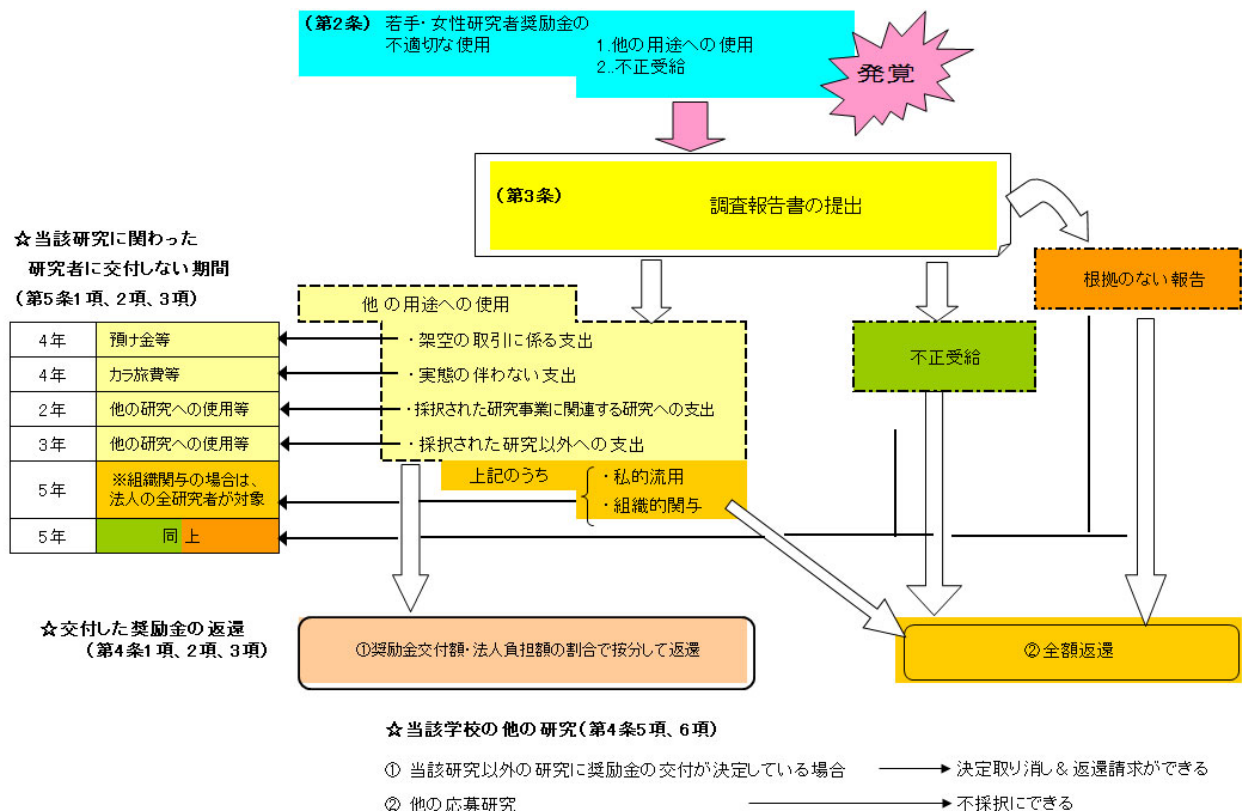 (第2条) 若手・女性研究者奨励金の
不適切な使用
1.他の用途への使用
2..不正受給
発覚
(第3条)
調査報告書の提出
☆当該研究に関わった
研究者に交付しない期間
(第5条1項、2項、3項)
根拠のない報告
他の用途への使用
不正受給
4年 預け金等
・架空の取引に係る支出
4年 カラ旅費等
・実態の伴わない支出
2年 他の研究への使用等
・採択された研究事業に関連する研究への支出
3年 他の研究への使用等
・採択された研究以外への支出
5年 ※組織関与の場合は、
法人の全研究者が対象
上記のうち
・私的流用
・組織的関与
5年 同上
☆交付した奨励金の返還
(第4条1項、2項、3項)
①奨励金交付額・法人負担額の割合で按分して返還
②全額返還
☆当該学校の他の研究(第4条5項、6項)
① 当該研究以外の研究に奨励金の交付が決定している場合 決定取り消し&返還請求ができる
② 他の応募研究 不採択にできる